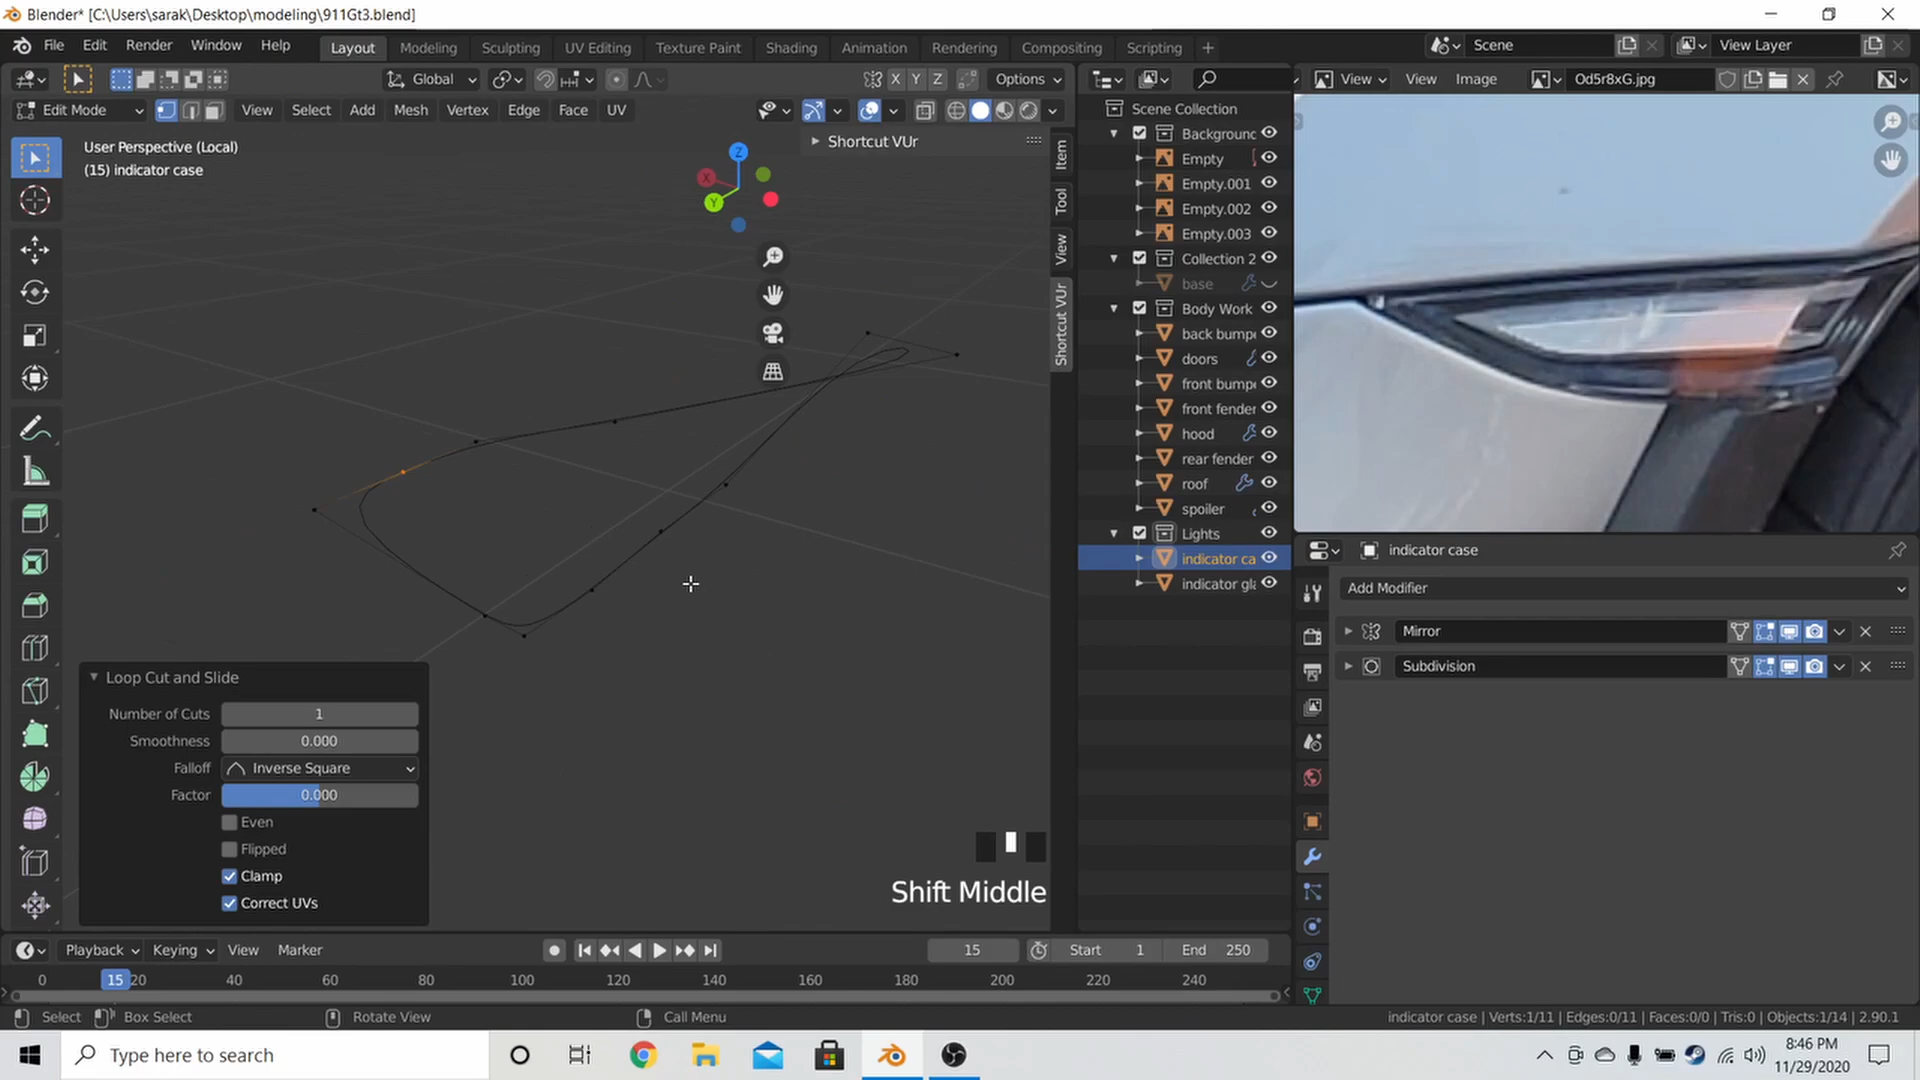 Blender* [C:\Users\sarak\Desktop\modeling\911Gt3.blend]
File Edit Render Window Help
Layout Modeling Sculpting UV Editing Texture Paint Shading Animation Rendering Compositing Scripting +
Scene
View Layer
Global
X Y Z
Options
View View Image
Od5r8xG.jpg
Edit Mode
View Select Add Mesh Vertex Edge Face UV
User Perspective (Local)
(15) indicator case
Shortcut VUr
Z
X
Y
Item
Tool
View
Shortcut VUr
Scene Collection
Background
Empty
Empty.001
Empty.002
Empty.003
Collection 2
base
Body Work
back bumpe
doors
front bumpe
front fender
hood
rear fender
roof
spoiler
Lights
indicator ca
indicator gla
indicator case
Add Modifier
Mirror
Subdivision
Loop Cut and Slide
Number of Cuts 1
Smoothness 0.000
Falloff Inverse Square
Factor 0.000
Even
Flipped
Clamp
Correct UVs
Shift Middle
Playback Keying View Marker
15
Start 1
End 250
0 15 20 40 60 80 100 120 140 160 180 200 220 240
Select Box Select Rotate View Call Menu
indicator case | Verts:1/11 | Edges:0/11 | Faces:0/0 | Tris:0 | Objects:1/14 | 2.90.1
Type here to search
8:46 PM
11/29/2020